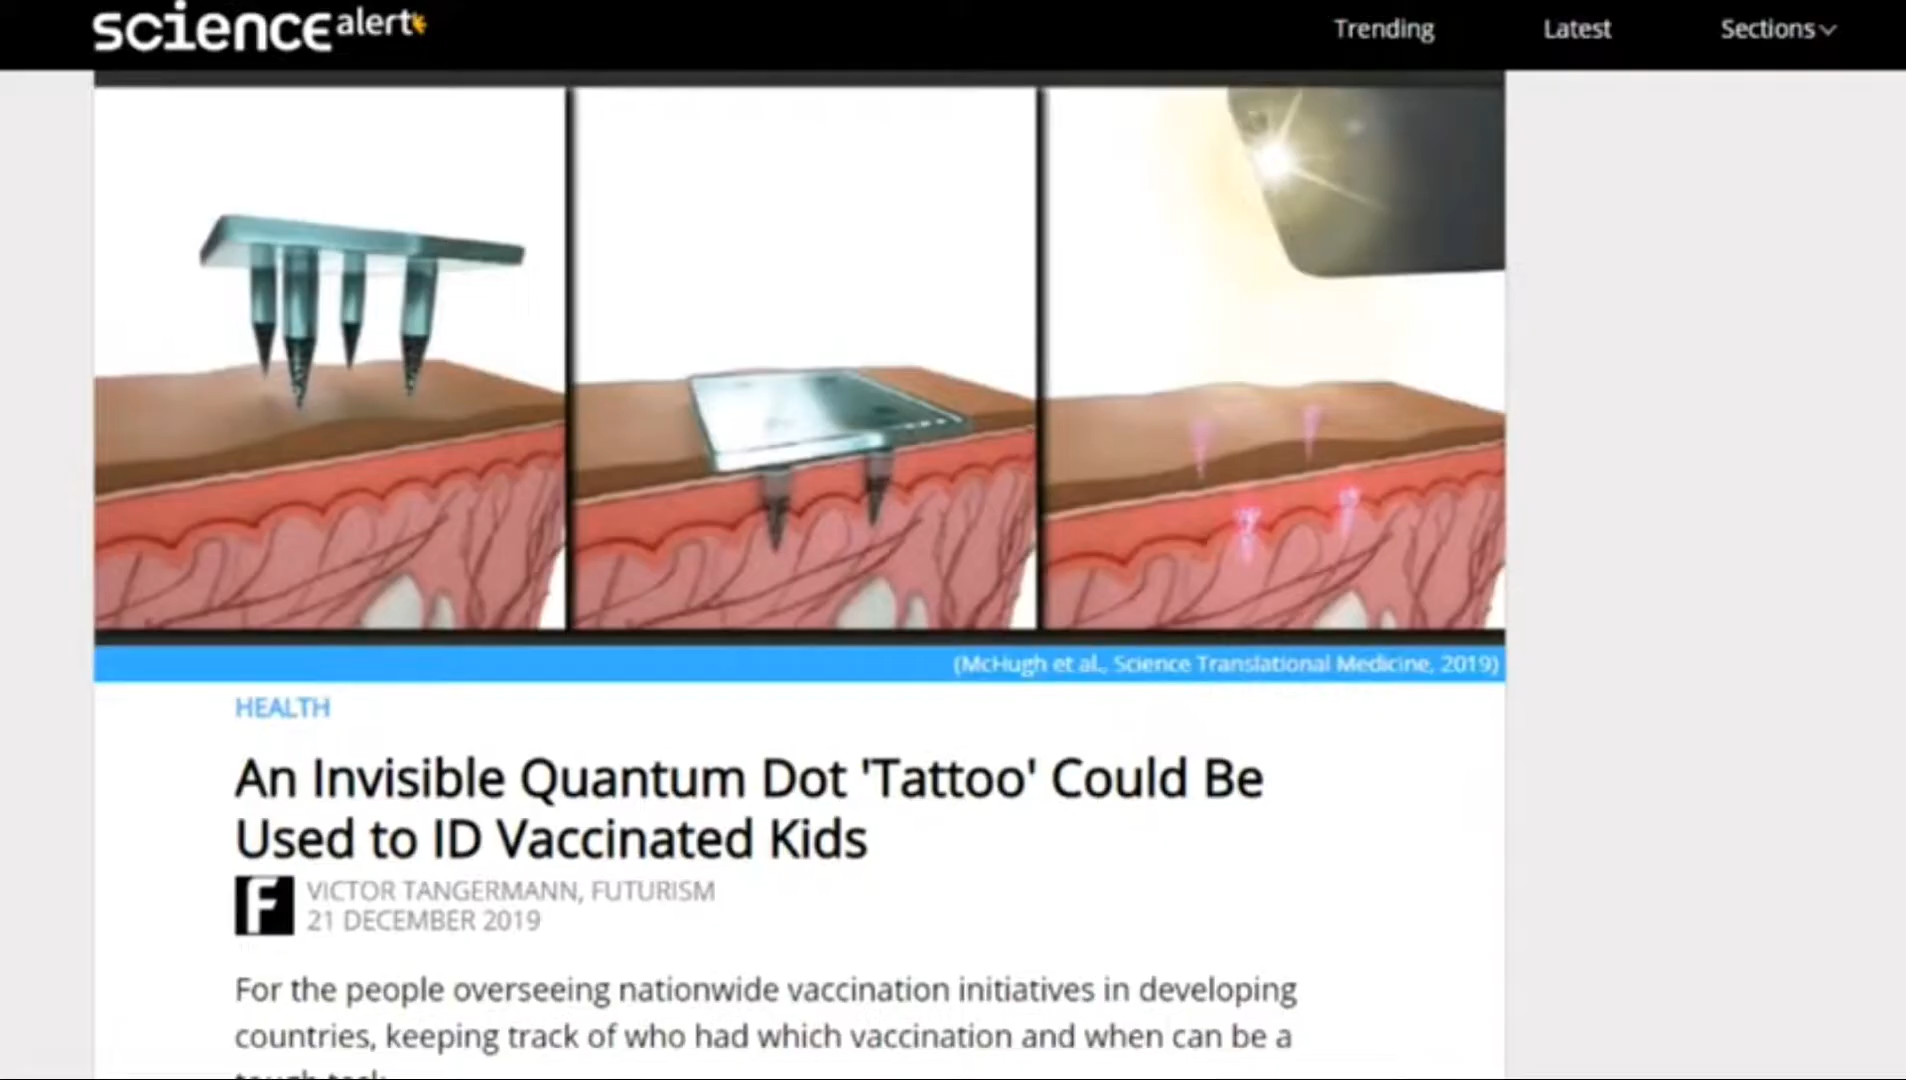 science alert
Trending
Latest
Sections
(McHugh et al., Science Translational Medicine, 2019)
HEALTH
An Invisible Quantum Dot 'Tattoo' Could Be
Used to ID Vaccinated Kids
F
VICTOR TANGERMANN, FUTURISM
21 DECEMBER 2019
For the people overseeing nationwide vaccination initiatives in developing
countries, keeping track of who had which vaccination and when can be a